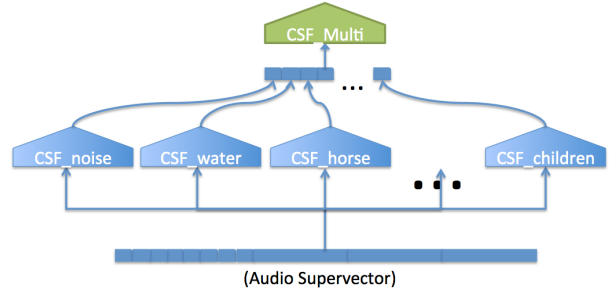 CSF_Multi
...
CSF_noise
CSF_water
CSF_horse
CSF_children
...
(Audio Supervector)